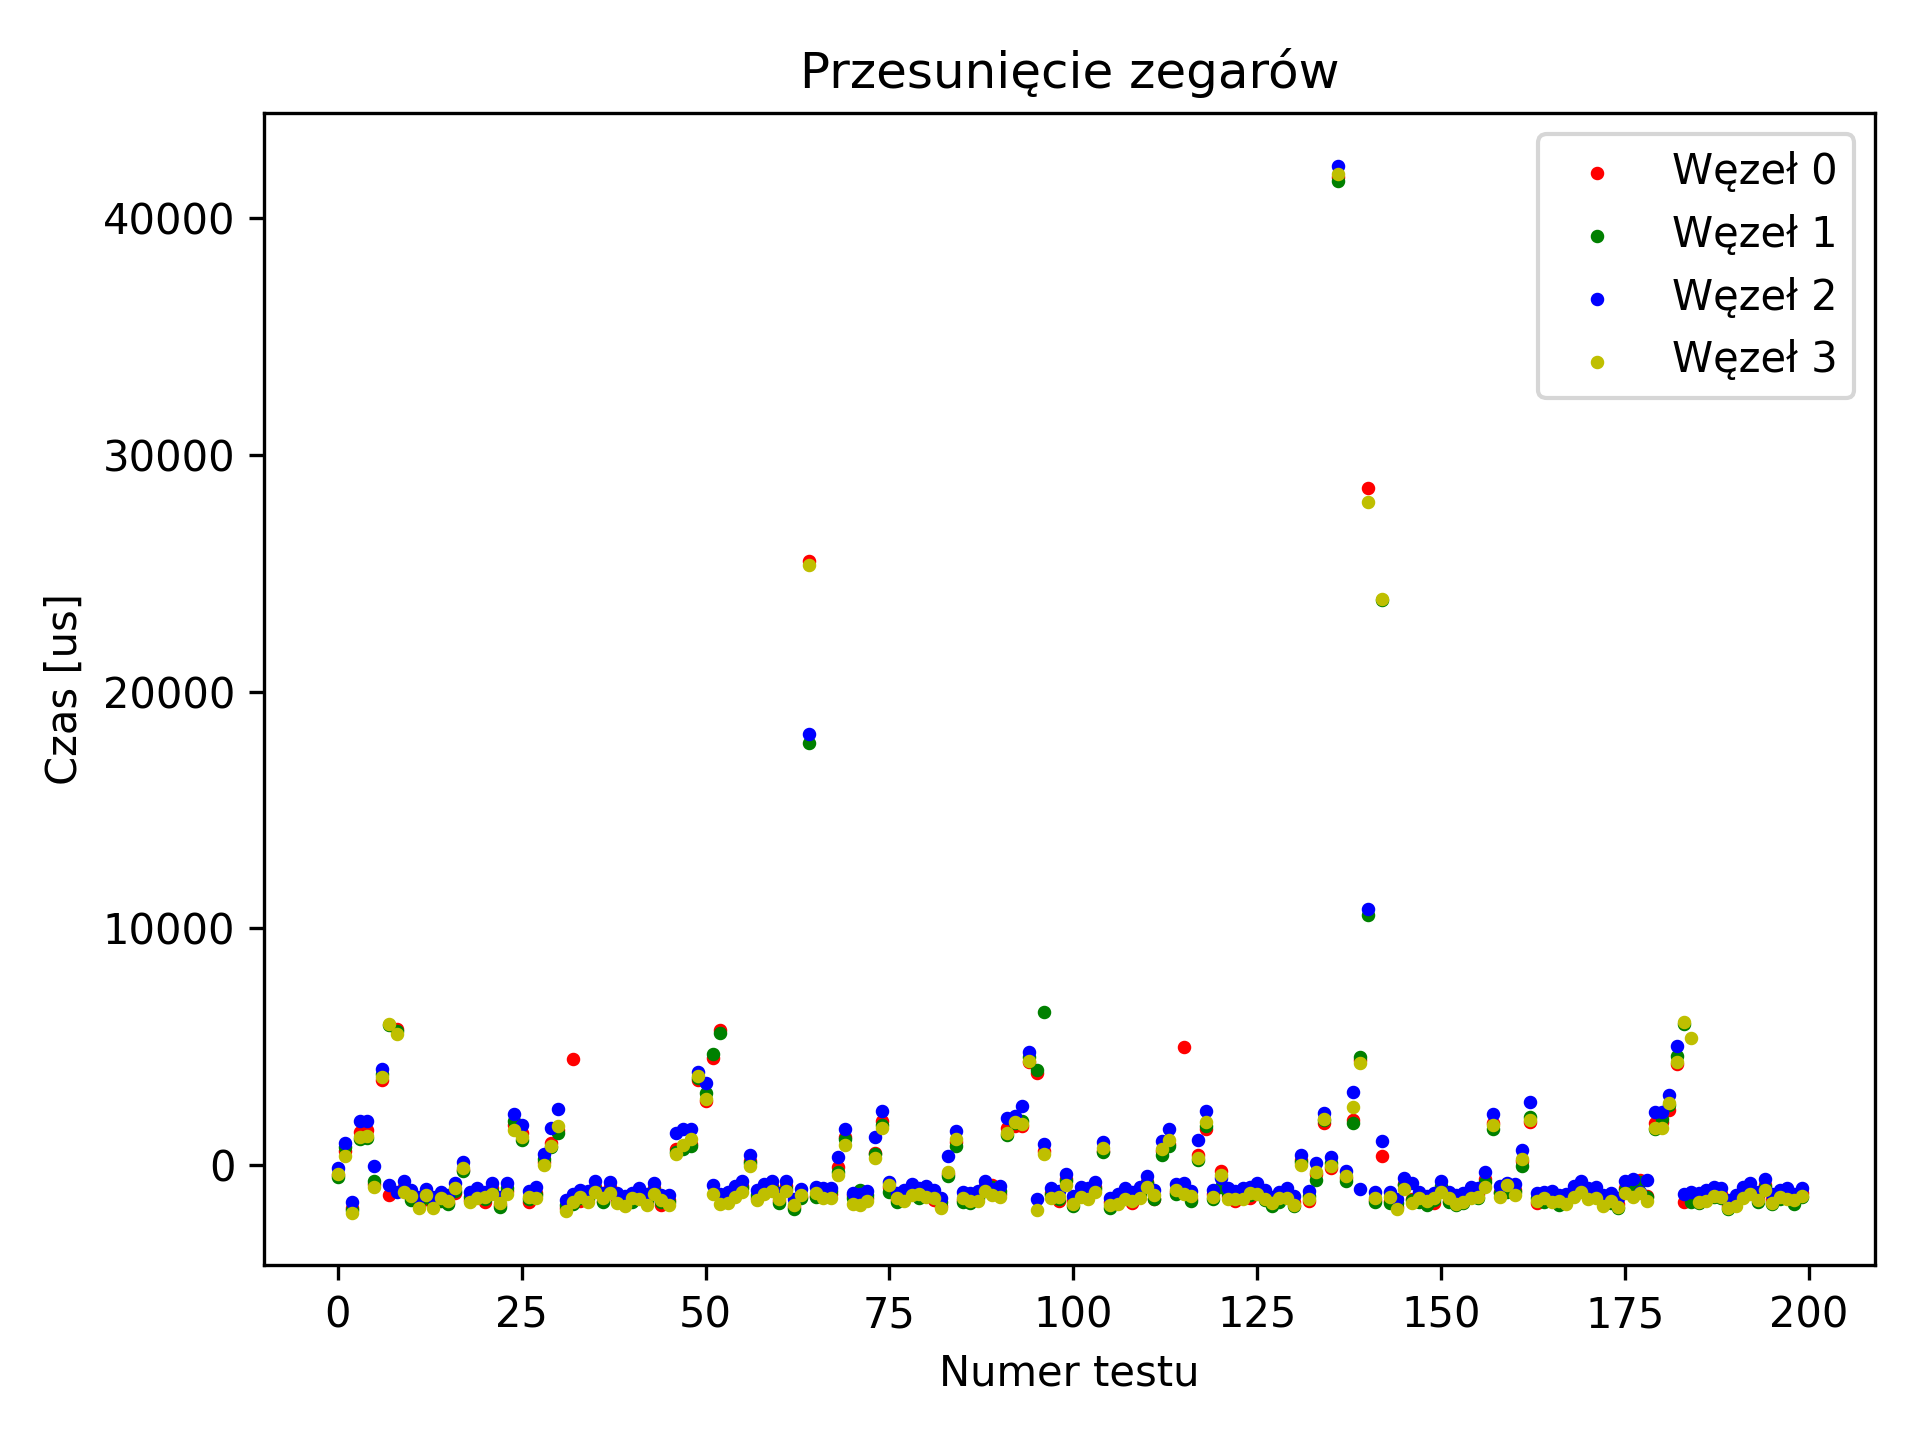 Przesunięcie zegarów
Węzeł 0
Węzeł 1
Węzeł 2
Węzeł 3
Czas [us]
40000
30000
20000
10000
0
0 25 50 75 100 125 150 175 200
Numer testu